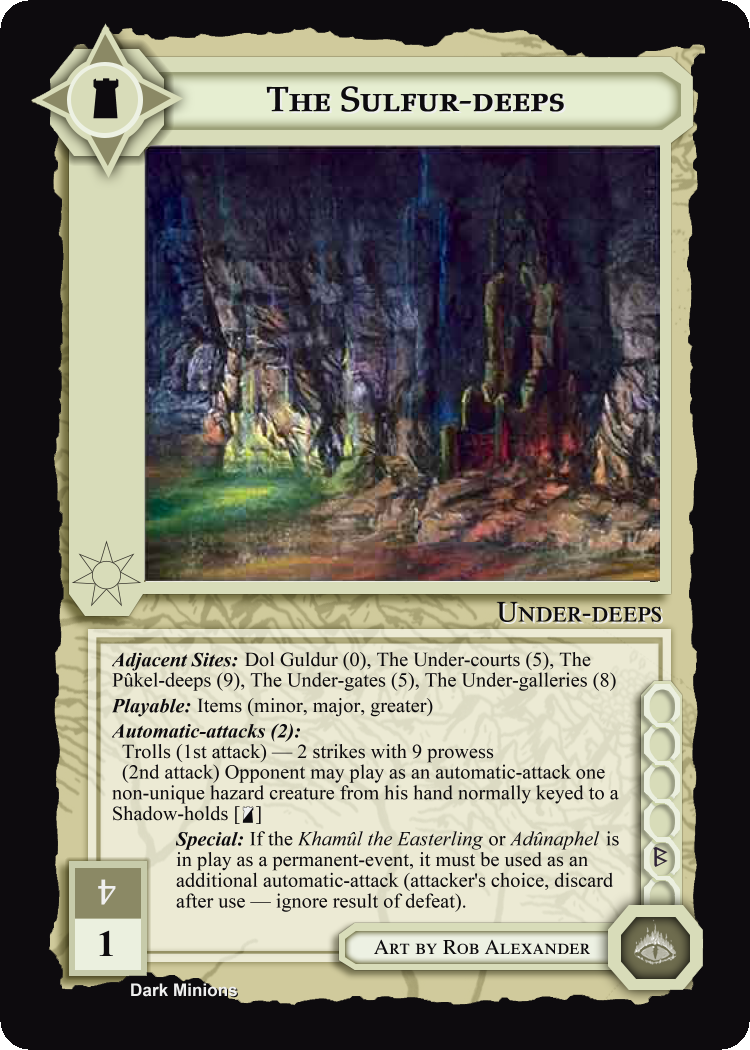 The Sulfur-deeps
Under-deeps
Adjacent Sites: Dol Guldur (0), The Under-courts (5), The
Pûkel-deeps (9), The Under-gates (5), The Under-galleries (8)
Playable: Items (minor, major, greater)
Automatic-attacks (2):
Trolls (1st attack) — 2 strikes with 9 prowess
(2nd attack) Opponent may play as an automatic-attack one
non-unique hazard creature from his hand normally keyed to a
Shadow-holds [ ]
Special: If the Khamûl the Easterling or Adûnaphel is
in play as a permanent-event, it must be used as an
additional automatic-attack (attacker's choice, discard
after use — ignore result of defeat).
4
1
Art by Rob Alexander
Dark Minions